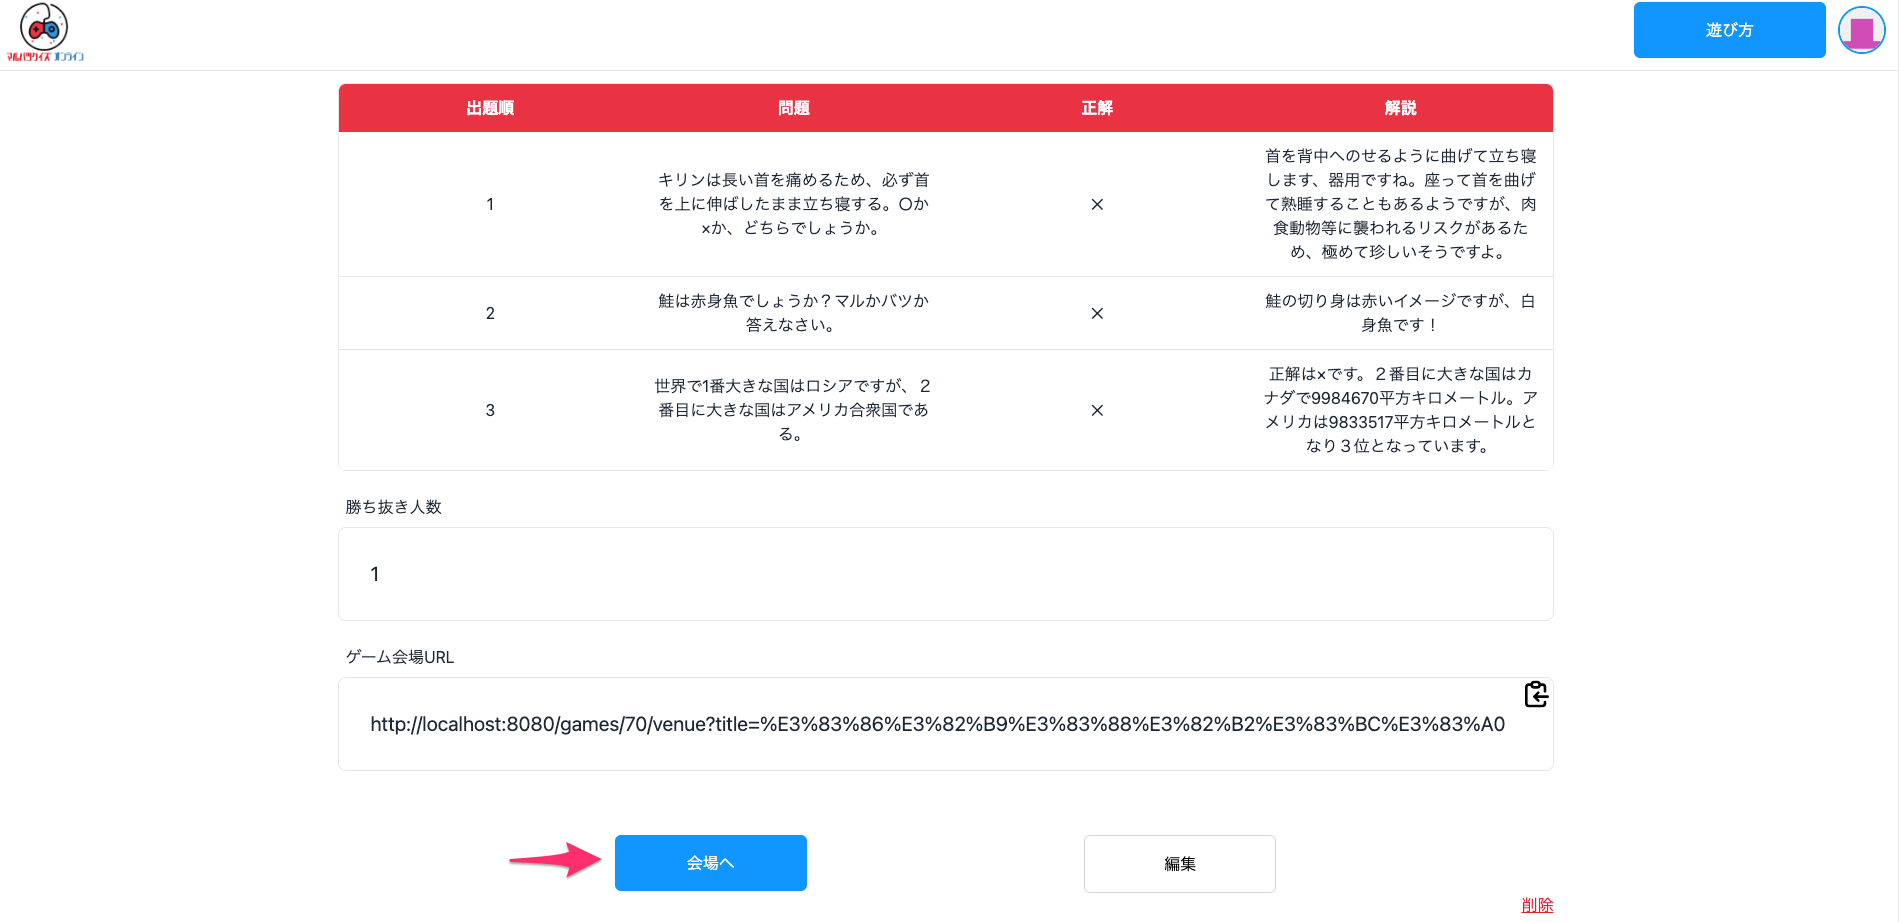 マルバツクイズ オンライン
遊び方
出題順 問題 正解 解説
1
キリンは長い首を痛めるため、必ず首
を上に伸ばしたまま立ち寝する。〇か
×か、どちらでしょうか。
×
首を背中へのせるように曲げて立ち寝
します、器用ですね。座って首を曲げ
て熟睡することもあるようですが、肉
食動物等に襲われるリスクがあるた
め、極めて珍しいそうですよ。
2
鮭は赤身魚でしょうか？マルかバツか
答えなさい。
×
鮭の切り身は赤いイメージですが、白
身魚です！
3
世界で1番大きな国はロシアですが、２
番目に大きな国はアメリカ合衆国であ
る。
×
正解は×です。２番目に大きな国はカ
ナダで9984670平方キロメートル。ア
メリカは9833517平方キロメートルと
なり３位となっています。
勝ち抜き人数
1
ゲーム会場URL
http://localhost:8080/games/70/venue?title=%E3%83%86%E3%82%B9%E3%83%88%E3%82%B2%E3%83%BC%E3%83%A0
会場へ
編集
削除